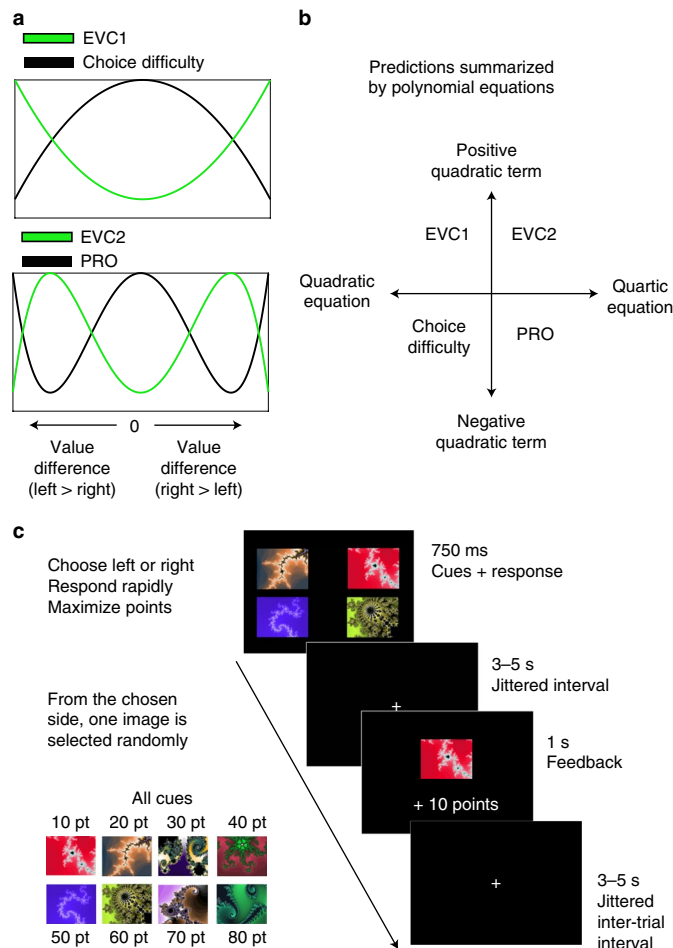 a
EVC1
Choice difficulty
EVC2
PRO
0
Value
difference
(left > right)
Value
difference
(right > left)
b
Predictions summarized
by polynomial equations
Positive
quadratic term
EVC1
EVC2
Quadratic
equation
Quartic
equation
Choice
difficulty
PRO
Negative
quadratic term
c
Choose left or right
Respond rapidly
Maximize points
750 ms
Cues + response
3–5 s
Jittered interval
From the chosen
side, one image is
selected randomly
1 s
Feedback
+ 10 points
All cues
10 pt 20 pt 30 pt 40 pt
50 pt 60 pt 70 pt 80 pt
3–5 s
Jittered
inter-trial
interval